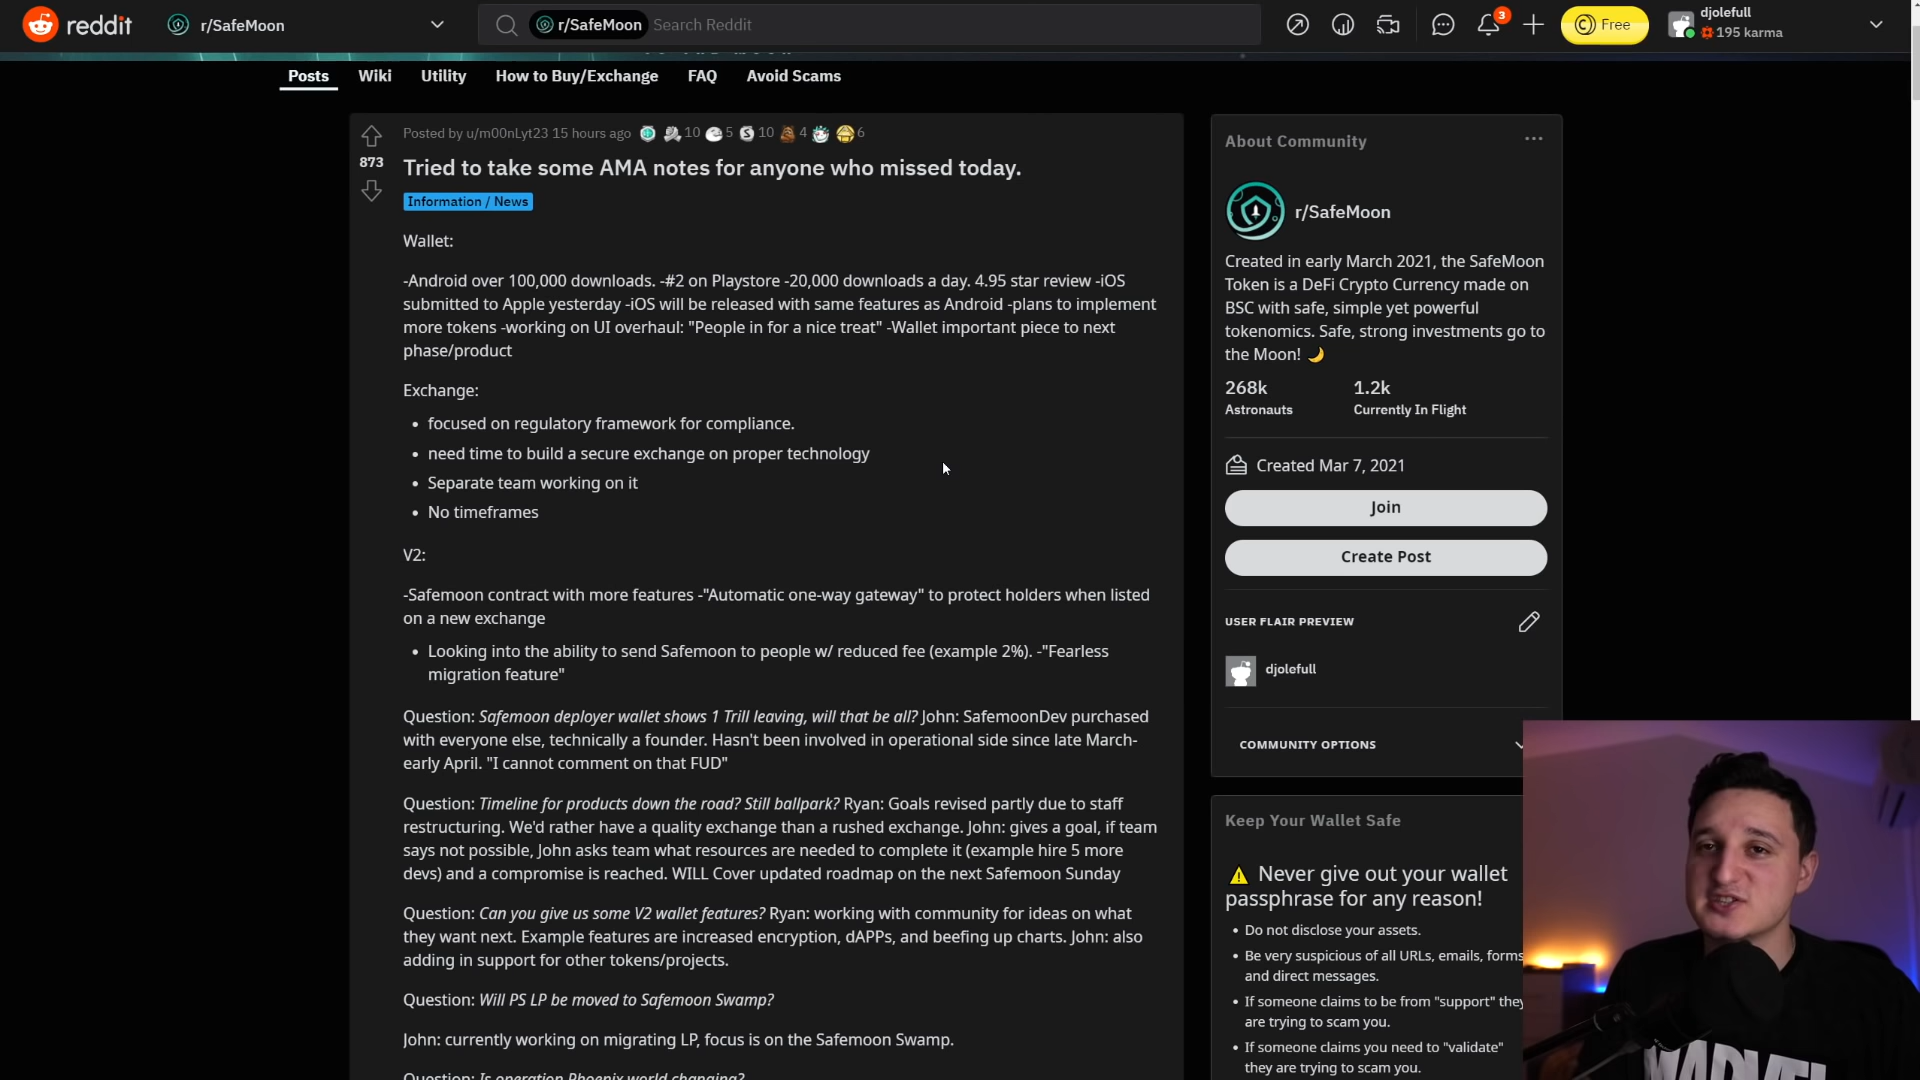 reddit
r/SafeMoon
r/SafeMoon Search Reddit
3
Free
djolefull
195 karma
Posts Wiki Utility How to Buy/Exchange FAQ Avoid Scams
Posted by u/m00nLyt23 15 hours ago 10 5 10 4 6
873
Tried to take some AMA notes for anyone who missed today.
Information / News
Wallet:
-Android over 100,000 downloads. -#2 on Playstore -20,000 downloads a day. 4.95 star review -iOS
submitted to Apple yesterday -iOS will be released with same features as Android -plans to implement
more tokens -working on UI overhaul: "People in for a nice treat" -Wallet important piece to next
phase/product
Exchange:
• focused on regulatory framework for compliance.
• need time to build a secure exchange on proper technology
• Separate team working on it
• No timeframes
V2:
-Safemoon contract with more features -"Automatic one-way gateway" to protect holders when listed
on a new exchange
• Looking into the ability to send Safemoon to people w/ reduced fee (example 2%). -"Fearless
migration feature"
Question: Safemoon deployer wallet shows 1 Trill leaving, will that be all? John: SafemoonDev purchased
with everyone else, technically a founder. Hasn't been involved in operational side since late March-
early April. "I cannot comment on that FUD"
Question: Timeline for products down the road? Still ballpark? Ryan: Goals revised partly due to staff
restructuring. We'd rather have a quality exchange than a rushed exchange. John: gives a goal, if team
says not possible, John asks team what resources are needed to complete it (example hire 5 more
devs) and a compromise is reached. WILL Cover updated roadmap on the next Safemoon Sunday
Question: Can you give us some V2 wallet features? Ryan: working with community for ideas on what
they want next. Example features are increased encryption, dAPPs, and beefing up charts. John: also
adding in support for other tokens/projects.
Question: Will PS LP be moved to Safemoon Swamp?
John: currently working on migrating LP, focus is on the Safemoon Swamp.
Question: Is operation Phoenix world changing?
About Community
r/SafeMoon
Created in early March 2021, the SafeMoon
Token is a DeFi Crypto Currency made on
BSC with safe, simple yet powerful
tokenomics. Safe, strong investments go to
the Moon! 🌙
268k 1.2k
Astronauts Currently In Flight
Created Mar 7, 2021
Join
Create Post
USER FLAIR PREVIEW
djolefull
COMMUNITY OPTIONS
Keep Your Wallet Safe
⚠ Never give out your wallet
passphrase for any reason!
• Do not disclose your assets.
• Be very suspicious of all URLs, emails, forms
and direct messages.
• If someone claims to be from "support" they
are trying to scam you.
• If someone claims you need to "validate"
they are trying to scam you.
MARVEL